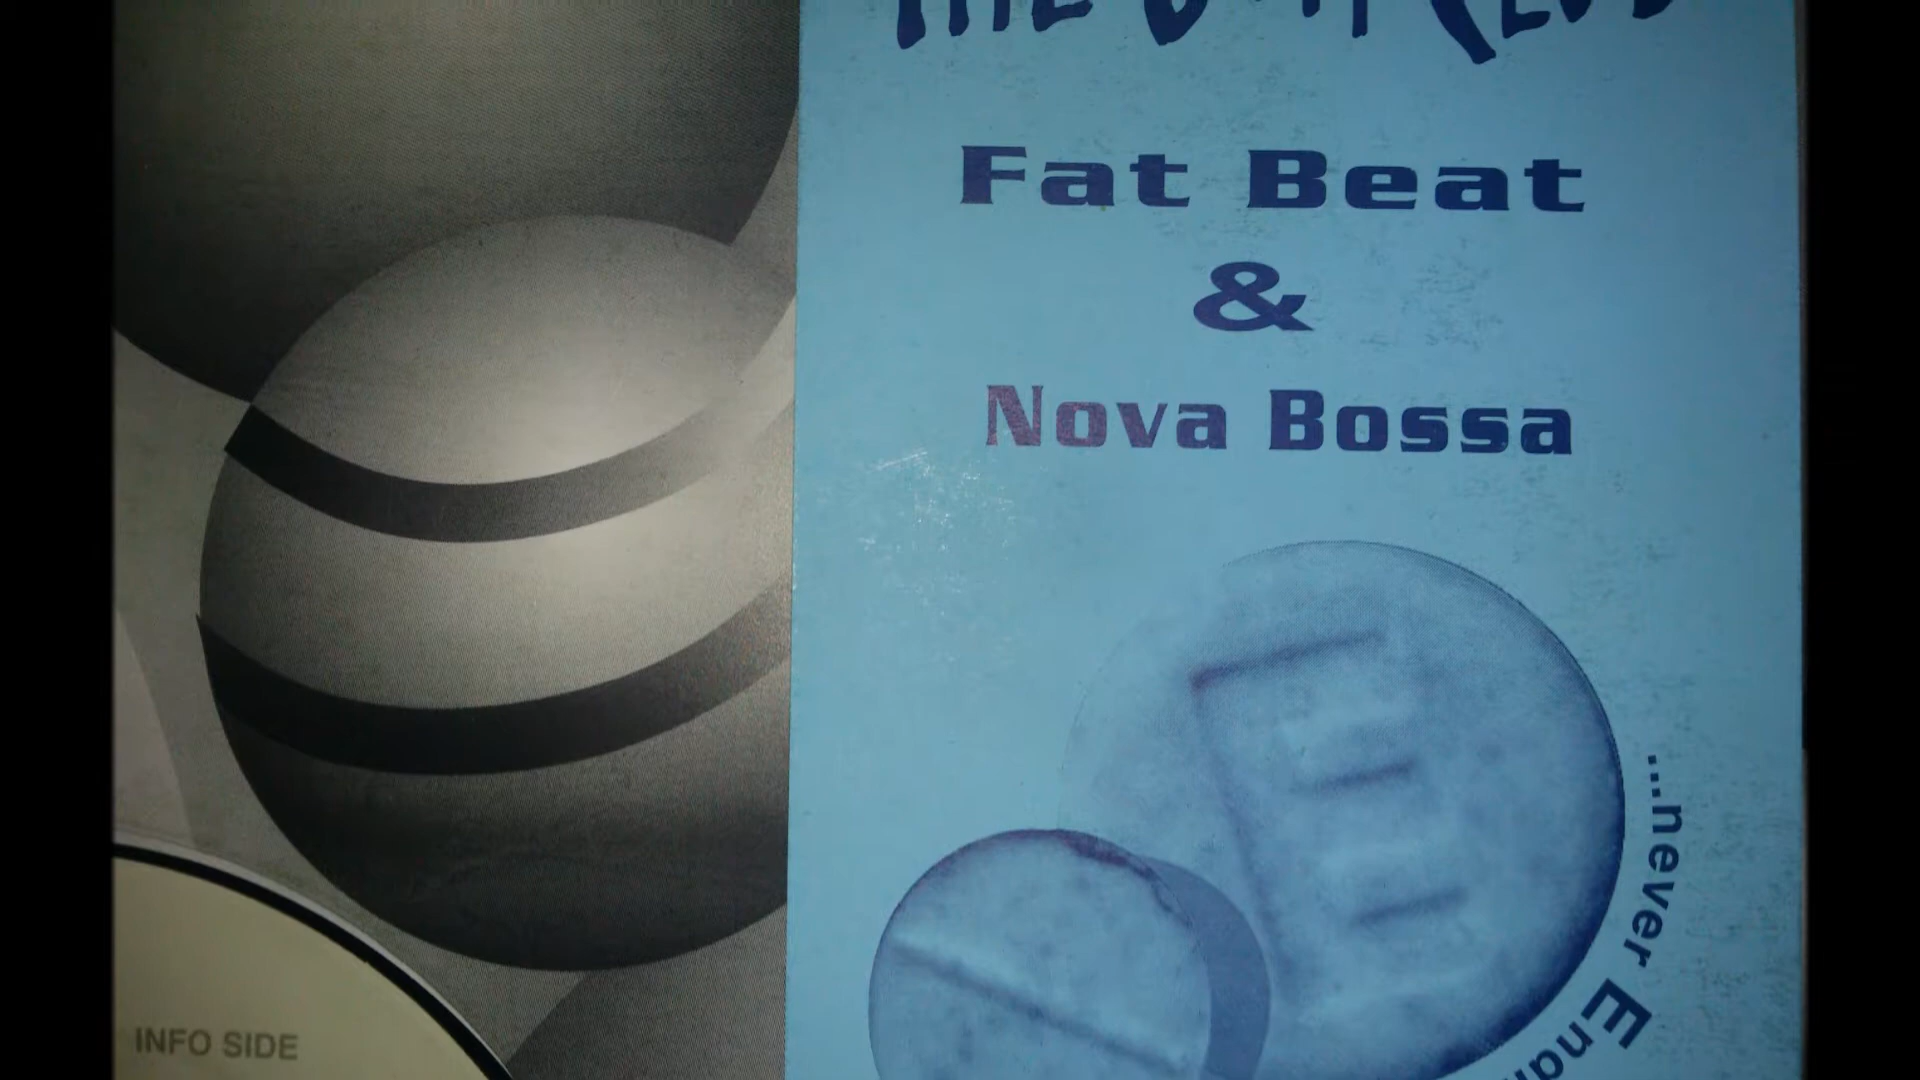 Fat Beat
&
Nova Bossa
...never
INFO SIDE